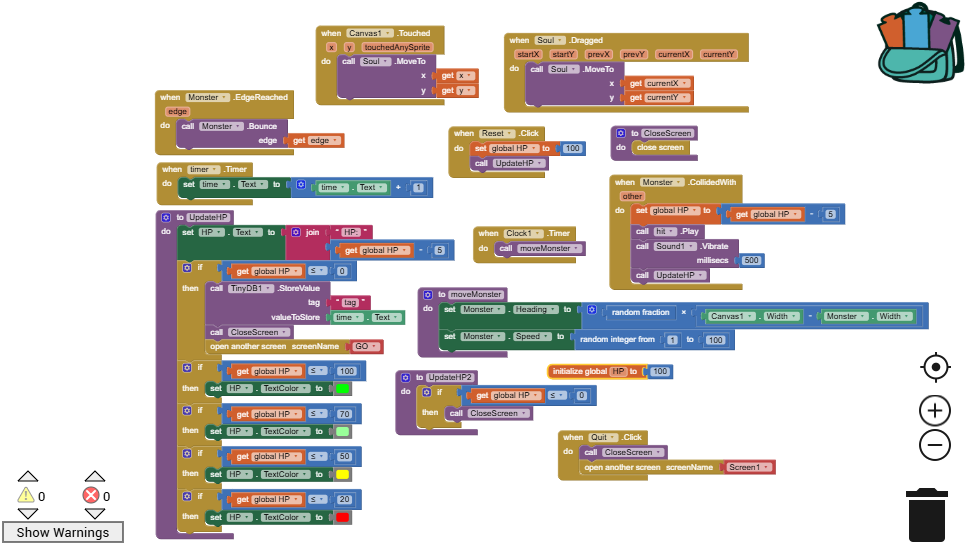 when Canvas1 .Touched
x y touchedAnySprite
do call Soul .MoveTo
x get x
y get y
when Soul .Dragged
startX startY prevX prevY currentX currentY
do call Soul .MoveTo
x get currentX
y get currentY
when Monster .EdgeReached
edge
do call Monster .Bounce
edge get edge
when Reset .Click
do set global HP to 100
call UpdateHP
to CloseScreen
do close screen
when timer .Timer
do set time . Text to time . Text + 1
when Monster .CollidedWith
other
do set global HP to get global HP - 5
call hit .Play
call Sound1 .Vibrate
millisecs 500
call UpdateHP
to UpdateHP
do set HP . Text to join " HP: "
get global HP - 5
if get global HP ≤ 0
then call TinyDB1 .StoreValue
tag " tag "
valueToStore time . Text
call CloseScreen
open another screen screenName GO
if get global HP ≤ 100
then set HP . TextColor to
if get global HP ≤ 70
then set HP . TextColor to
if get global HP ≤ 50
then set HP . TextColor to
if get global HP ≤ 20
then set HP . TextColor to
when Clock1 .Timer
do call moveMonster
to moveMonster
do set Monster . Heading to random fraction × Canvas1 . Width - Monster . Width
set Monster . Speed to random integer from 1 to 100
initialize global HP to 100
to UpdateHP2
do if get global HP ≤ 0
then call CloseScreen
when Quit .Click
do call CloseScreen
open another screen screenName Screen1
0 0
Show Warnings